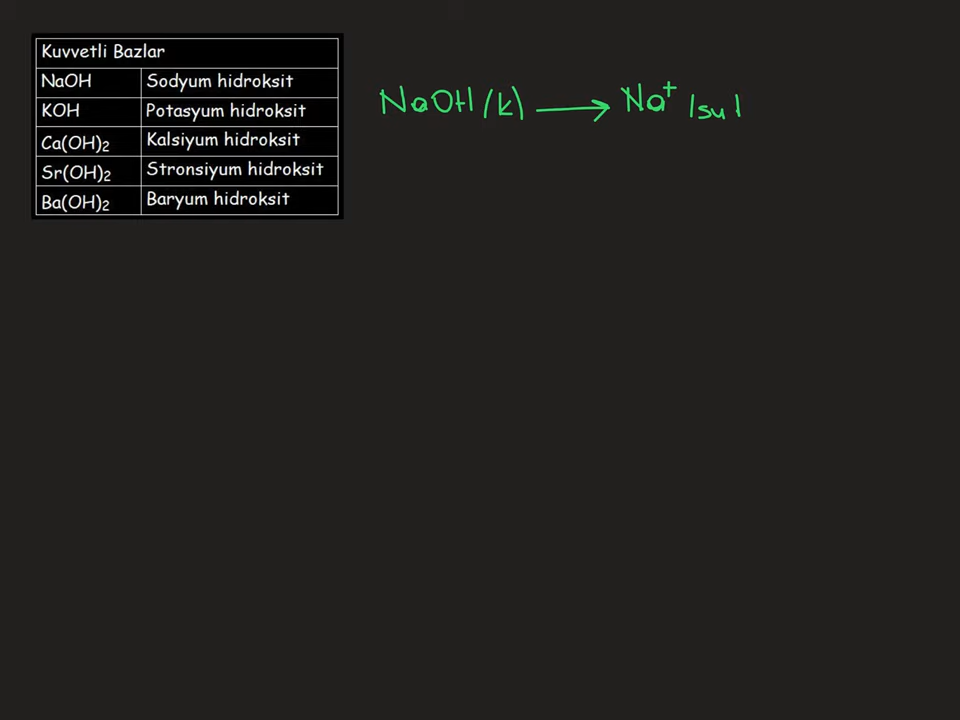 Kuvvetli Bazlar
NaOH Sodyum hidroksit
KOH Potasyum hidroksit
Ca(OH)₂ Kalsiyum hidroksit
Sr(OH)₂ Stronsiyum hidroksit
Ba(OH)₂ Baryum hidroksit
NaOH (k) → Na⁺ (su)